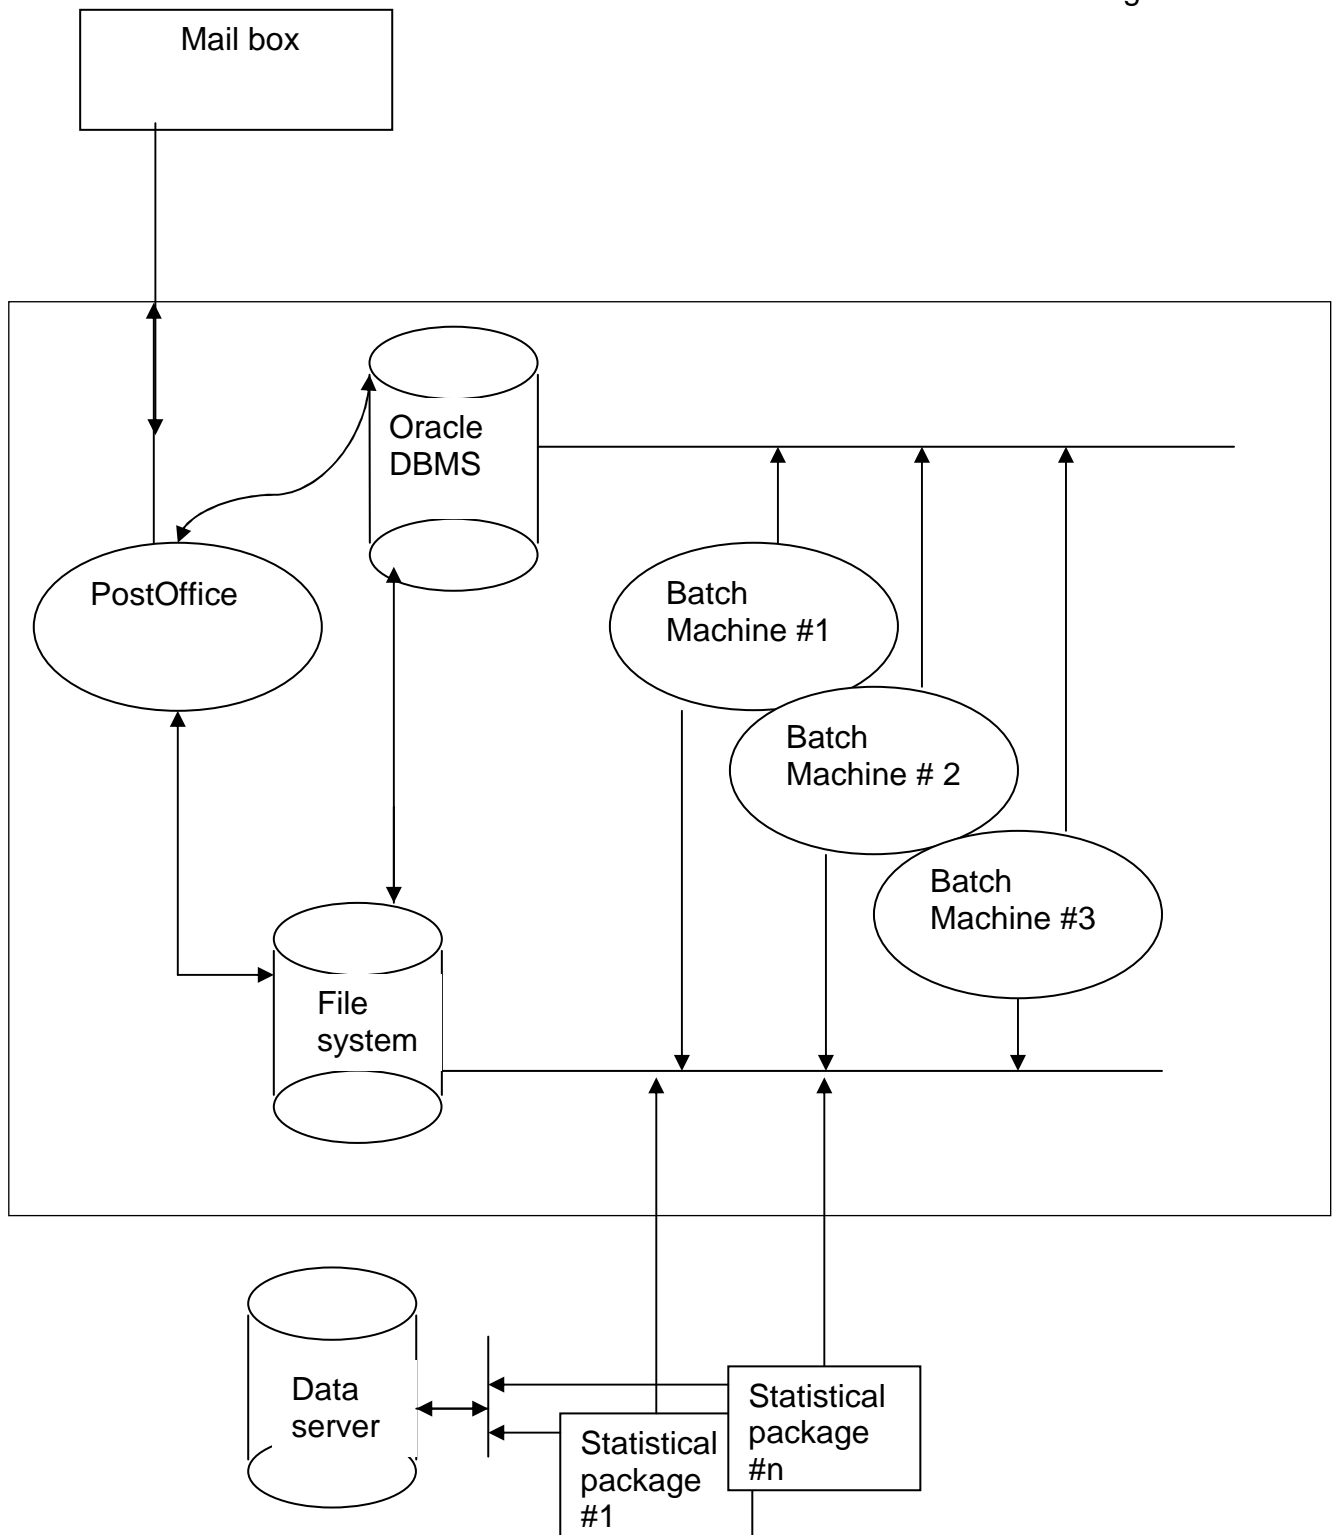 Mail box
Oracle
DBMS
PostOffice
Batch
Machine #1
Batch
Machine # 2
Batch
Machine #3
File
system
Data
server
Statistical
package
#n
Statistical
package
#1